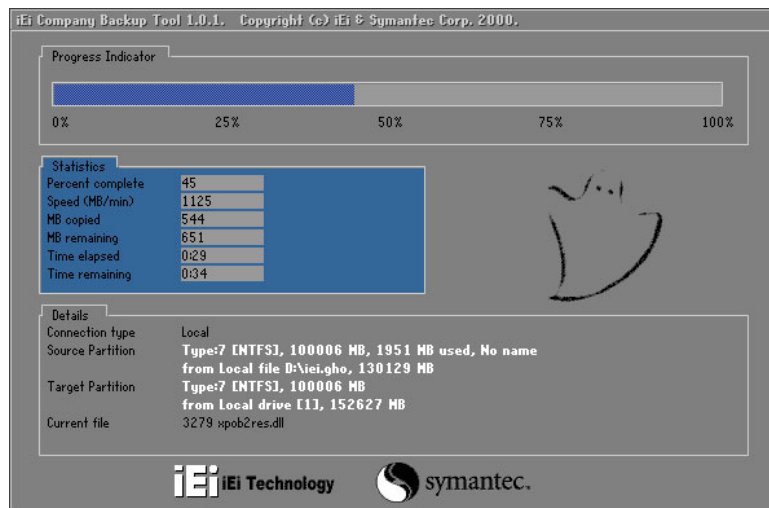 iEi Company Backup Tool 1.0.1.   Copyright (c) iEi & Symantec Corp. 2000.
Progress Indicator
0% 25% 50% 75% 100%
Statistics
Percent complete 45
Speed (MB/min) 1125
MB copied 544
MB remaining 651
Time elapsed 0:29
Time remaining 0:34
Details
Connection type Local
Source Partition Type:7 [NTFS], 100006 MB, 1951 MB used, No name
from Local file D:\iei.gho, 130129 MB
Target Partition Type:7 [NTFS], 100006 MB
from Local drive [1], 152627 MB
Current file 3279 xpob2res.dll
iEi iEi Technology symantec.